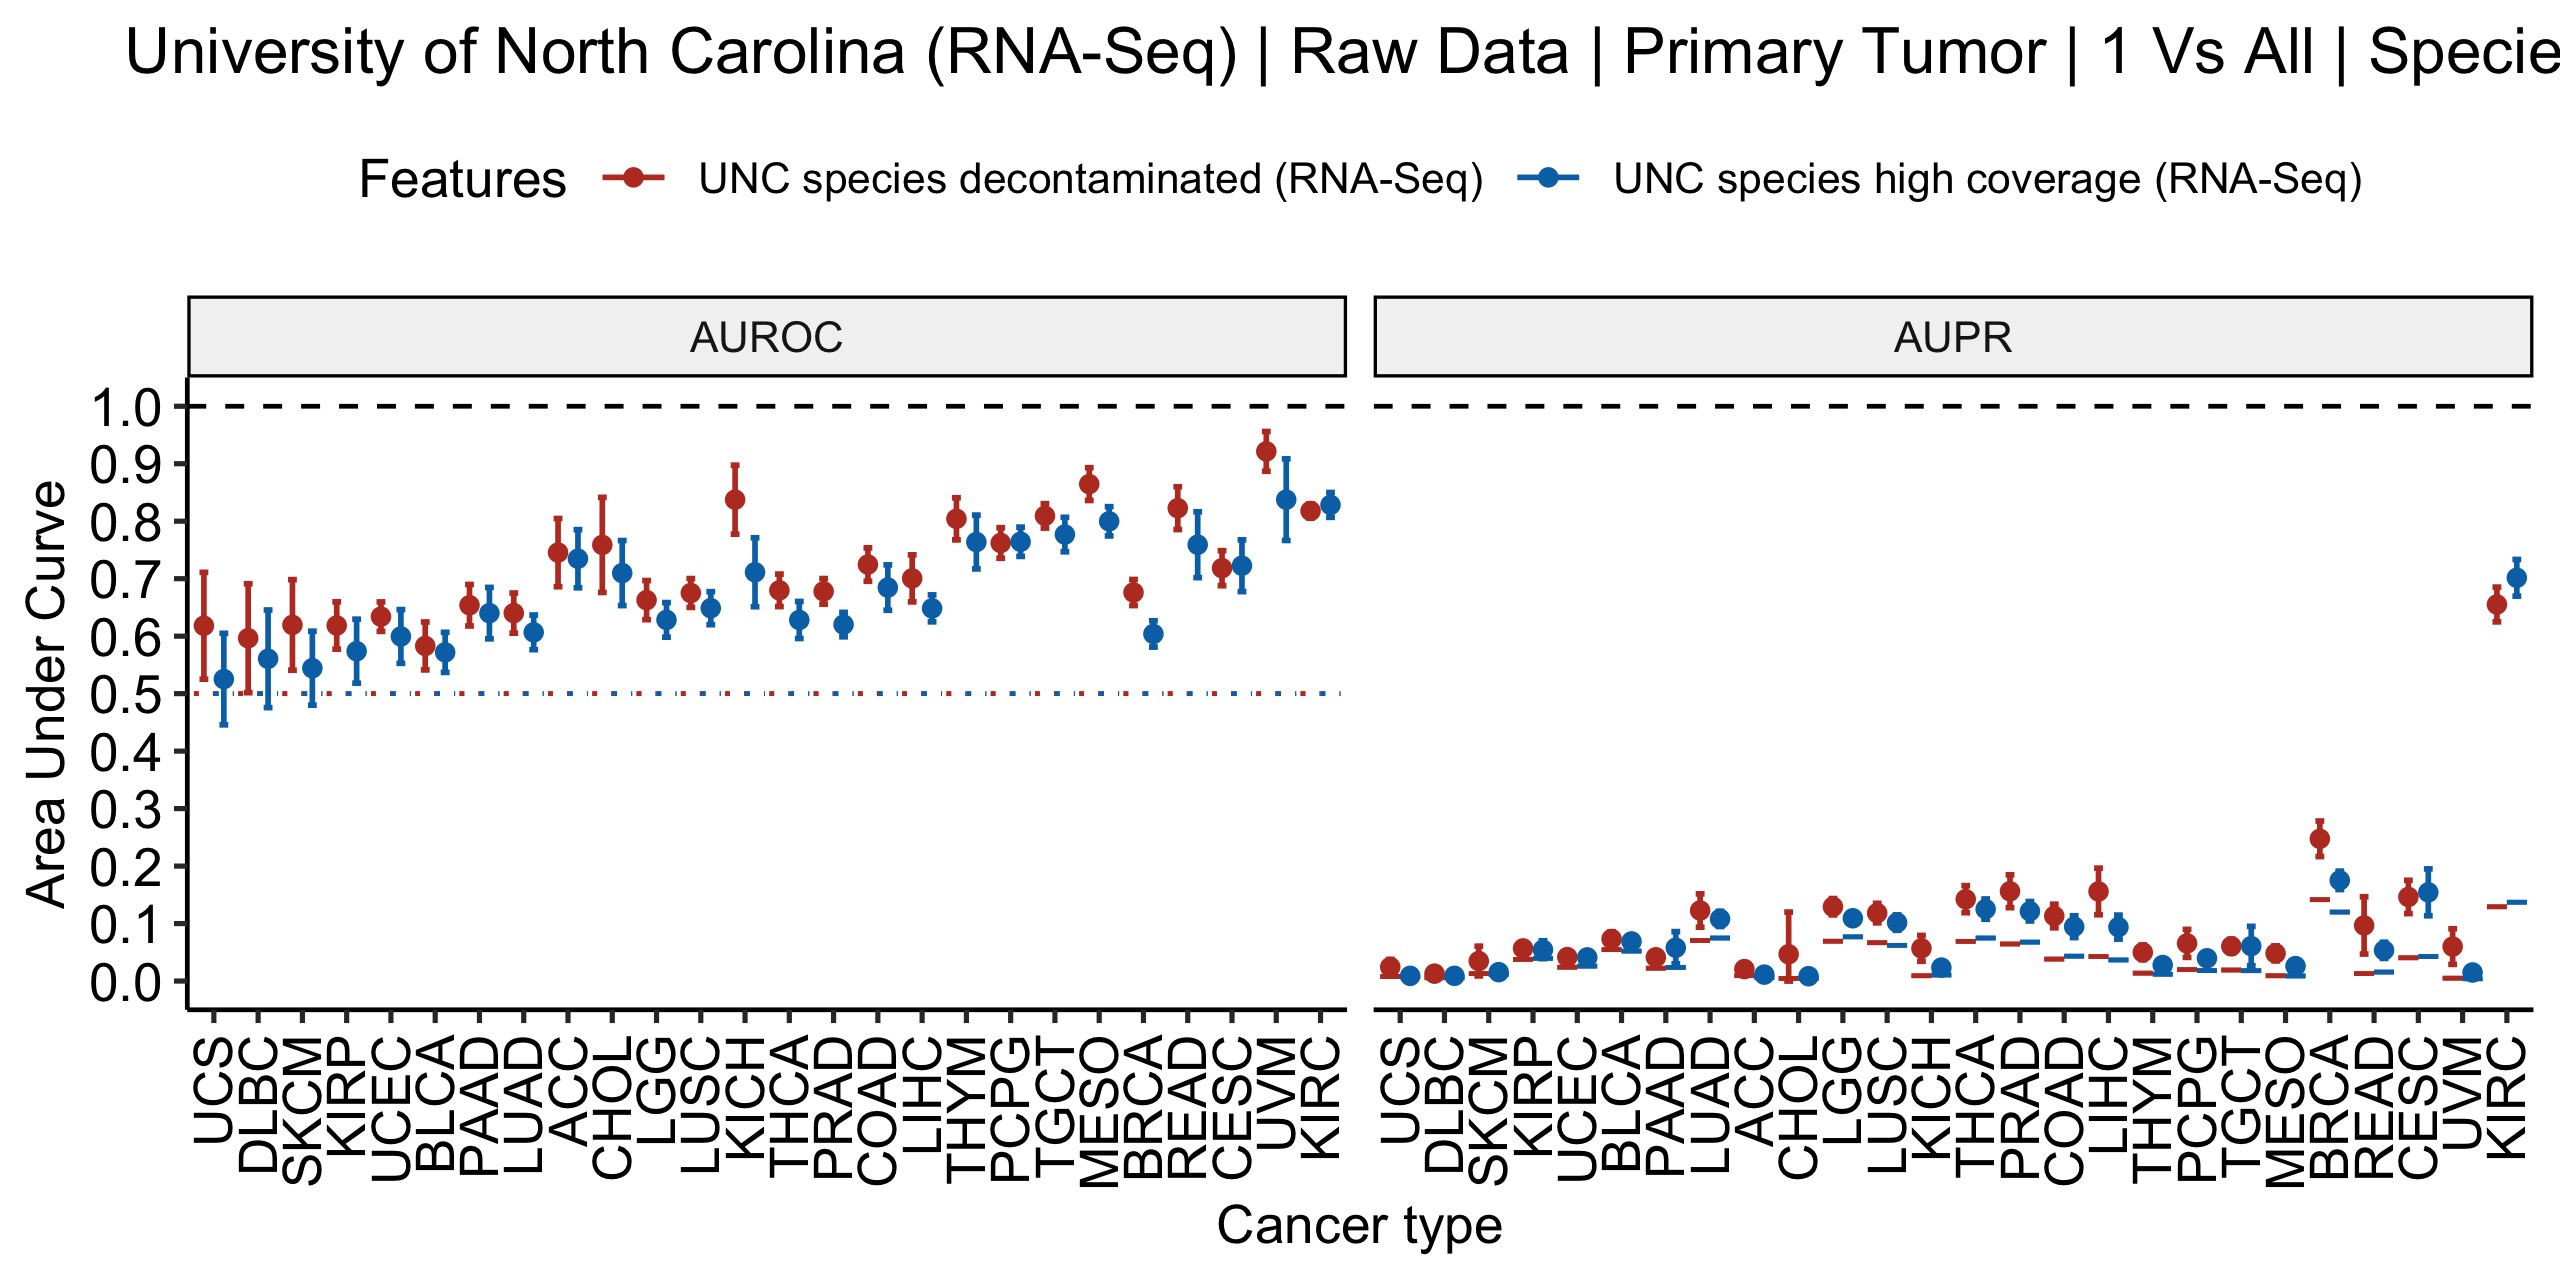 University of North Carolina (RNA-Seq) | Raw Data | Primary Tumor | 1 Vs All | Specie
Features UNC species decontaminated (RNA-Seq) UNC species high coverage (RNA-Seq)
AUROC AUPR
Area Under Curve
1.0
0.9
0.8
0.7
0.6
0.5
0.4
0.3
0.2
0.1
0.0
UCS DLBC SKCM KIRP UCEC BLCA PAAD LUAD ACC CHOL LGG LUSC KICH THCA PRAD COAD LIHC THYM PCPG TGCT MESO BRCA READ CESC UVM KIRC
UCS DLBC SKCM KIRP UCEC BLCA PAAD LUAD ACC CHOL LGG LUSC KICH THCA PRAD COAD LIHC THYM PCPG TGCT MESO BRCA READ CESC UVM KIRC
Cancer type